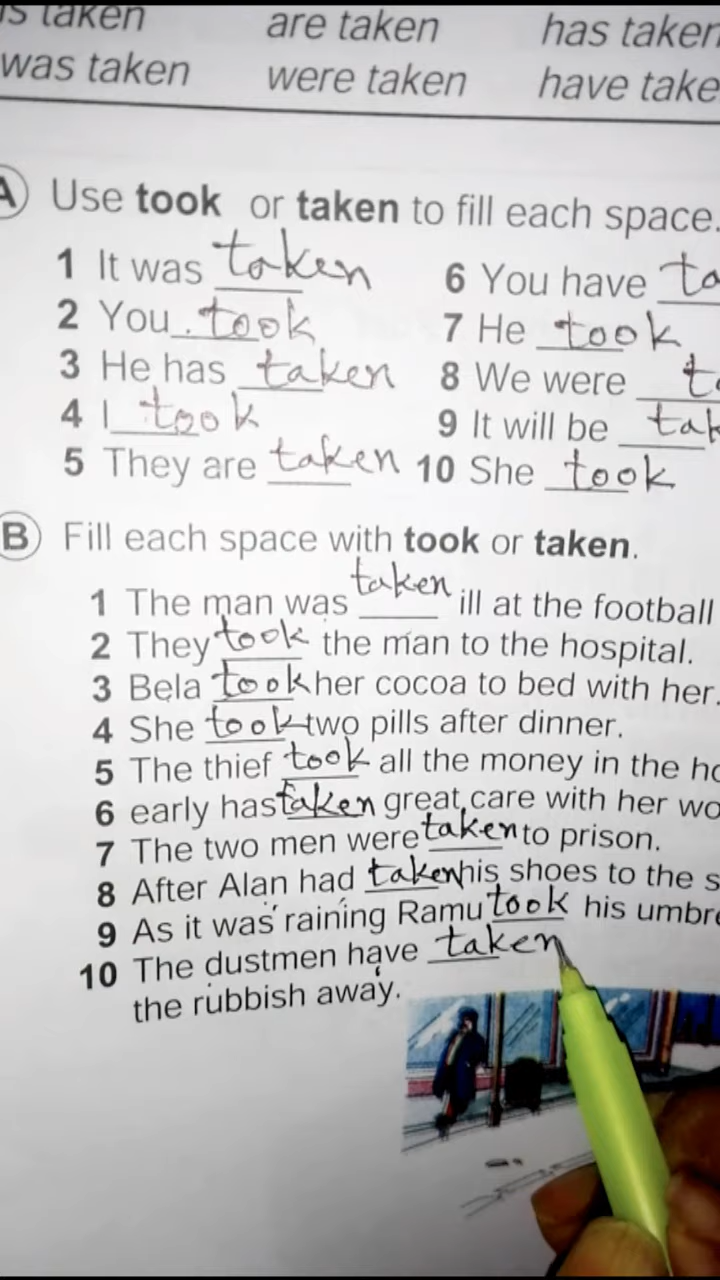 is taken are taken has taken
was taken were taken have take
A Use took or taken to fill each space.
1 It was taken 6 You have ta
2 You took 7 He took
3 He has taken 8 We were t
4 I took 9 It will be tak
5 They are taken 10 She took
B Fill each space with took or taken.
1 The man was taken ill at the football
2 They took the man to the hospital.
3 Bela took her cocoa to bed with her.
4 She took two pills after dinner.
5 The thief took all the money in the ho
6 early has taken great care with her wo
7 The two men were taken to prison.
8 After Alan had taken his shoes to the s
9 As it was raining Ramu took his umbre
10 The dustmen have taken
the rubbish away.